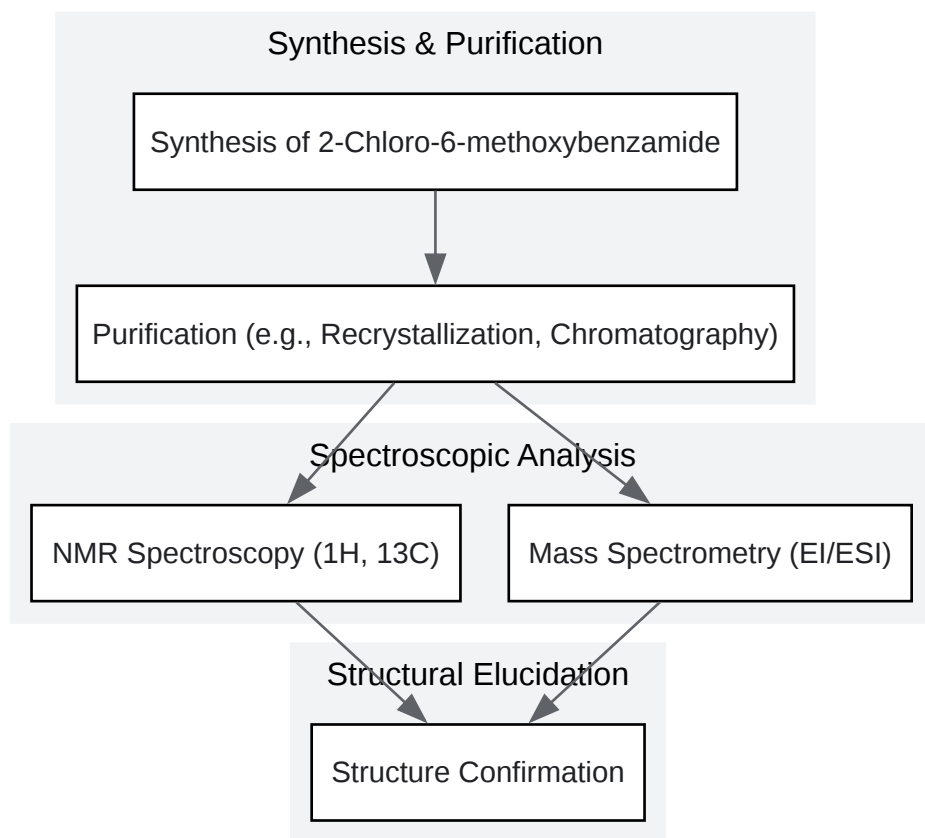 Synthesis & Purification
Synthesis of 2-Chloro-6-methoxybenzamide
Purification (e.g., Recrystallization, Chromatography)
Spectroscopic Analysis
NMR Spectroscopy (1H, 13C)
Mass Spectrometry (EI/ESI)
Structural Elucidation
Structure Confirmation